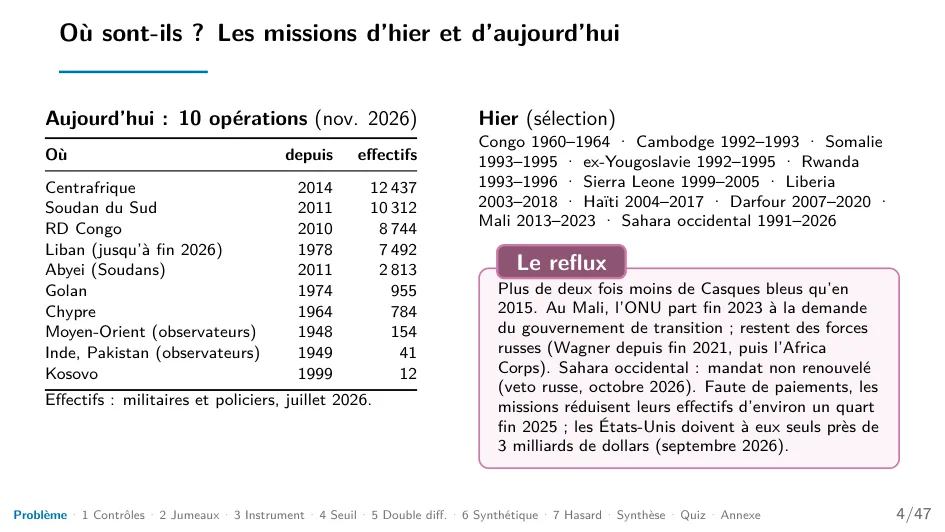 Où sont-ils ? Les missions d'hier et d'aujourd'hui
Aujourd'hui : 10 opérations (nov. 2026)
Où depuis effectifs
Centrafrique 2014 12 437
Soudan du Sud 2011 10 312
RD Congo 2010 8 744
Liban (jusqu'à fin 2026) 1978 7 492
Abyei (Soudans) 2011 2 813
Golan 1974 955
Chypre 1964 784
Moyen-Orient (observateurs) 1948 154
Inde, Pakistan (observateurs) 1949 41
Kosovo 1999 12
Effectifs : militaires et policiers, juillet 2026.
Hier (sélection)
Congo 1960–1964 · Cambodge 1992–1993 · Somalie
1993–1995 · ex-Yougoslavie 1992–1995 · Rwanda
1993–1996 · Sierra Leone 1999–2005 · Liberia
2003–2018 · Haïti 2004–2017 · Darfour 2007–2020 ·
Mali 2013–2023 · Sahara occidental 1991–2026
Le reflux
Plus de deux fois moins de Casques bleus qu'en
2015. Au Mali, l'ONU part fin 2023 à la demande
du gouvernement de transition ; restent des forces
russes (Wagner depuis fin 2021, puis l'Africa
Corps). Sahara occidental : mandat non renouvelé
(veto russe, octobre 2026). Faute de paiements, les
missions réduisent leurs effectifs d'environ un quart
fin 2025 ; les États-Unis doivent à eux seuls près de
3 milliards de dollars (septembre 2026).
Problème · 1 Contrôles · 2 Jumeaux · 3 Instrument · 4 Seuil · 5 Double diff. · 6 Synthétique · 7 Hasard · Synthèse · Quiz · Annexe
4/47